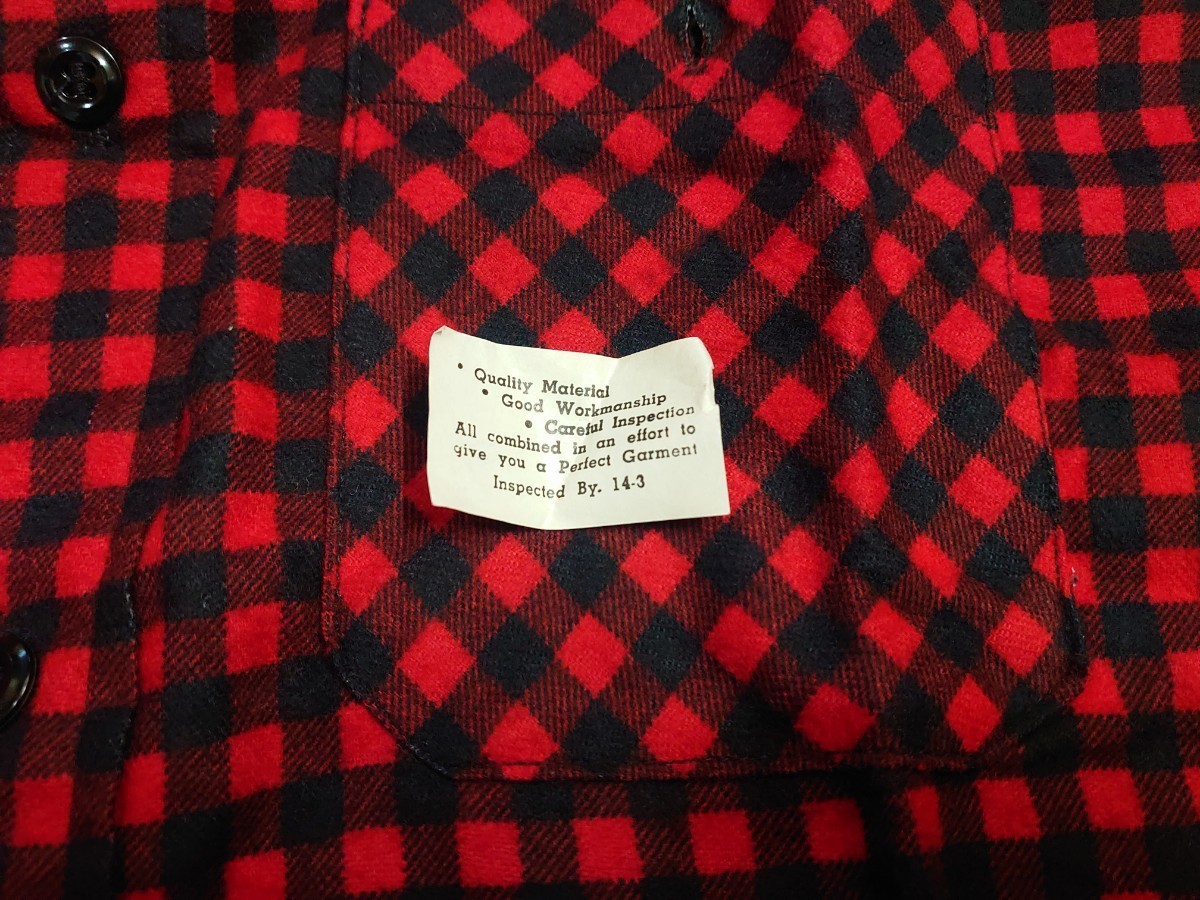 • Quality Material
• Good Workmanship
• Careful Inspection
All combined in an effort to
give you a Perfect Garment
Inspected By. 14-3